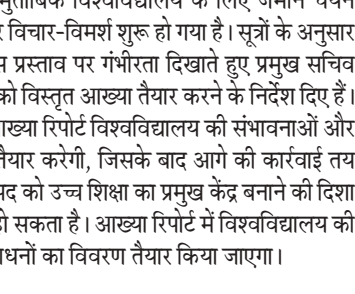 मुताबिक विश्वविद्यालय के लिए जमीन चयन
विचार-विमर्श शुरू हो गया है। सूत्रों के अनुसार
प्रस्ताव पर गंभीरता दिखाते हुए प्रमुख सचिव
को विस्तृत आख्या तैयार करने के निर्देश दिए हैं।
ाख्या रिपोर्ट विश्वविद्यालय की संभावनाओं और
तैयार करेगी, जिसके बाद आगे की कार्रवाई तय
पद को उच्च शिक्षा का प्रमुख केंद्र बनाने की दिशा
हो सकता है। आख्या रिपोर्ट में विश्वविद्यालय की
धनों का विवरण तैयार किया जाएगा।